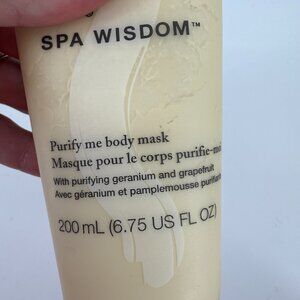 SPA WISDOM™
Purify me body mask
Masque pour le corps purifie-
With purifying geranium and grapefruit
Avec géranium et pamplemousse
200 mL (6.75 US FL OZ)